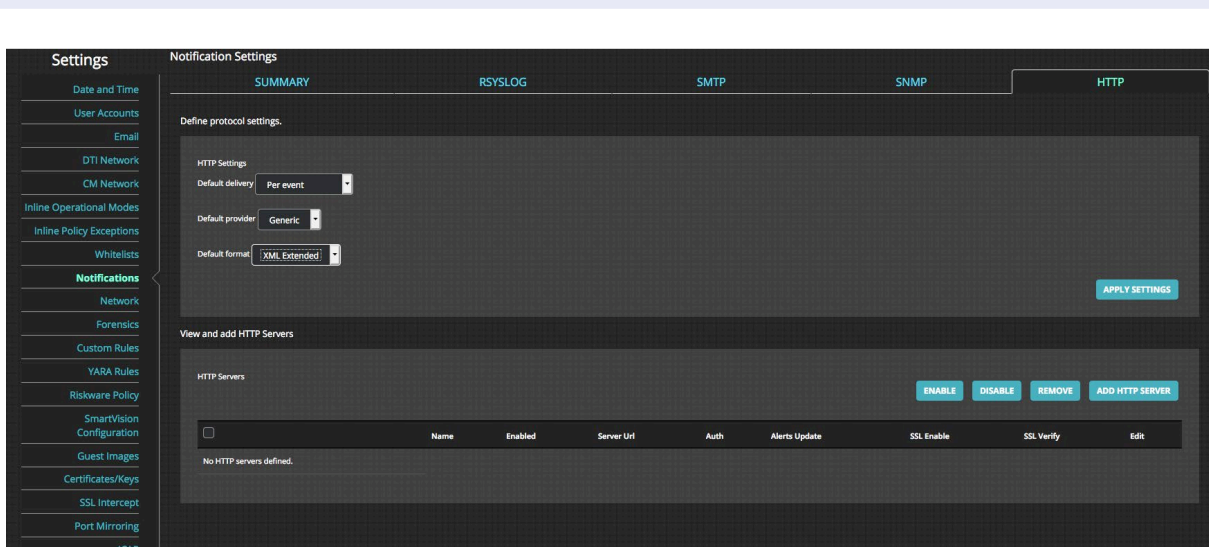 Settings
Date and Time
User Accounts
Email
DTI Network
CM Network
Inline Operational Modes
Inline Policy Exceptions
Whitelists
Notifications
Network
Forensics
Custom Rules
YARA Rules
Riskware Policy
SmartVision
Configuration
Guest Images
Certificates/Keys
SSL Intercept
Port Mirroring
Notification Settings
SUMMARY RSYSLOG SMTP SNMP HTTP
Define protocol settings.
HTTP Settings
Default delivery Per event
Default provider Generic
Default format XML Extended
APPLY SETTINGS
View and add HTTP Servers
HTTP Servers
ENABLE DISABLE REMOVE ADD HTTP SERVER
Name Enabled Server Url Auth Alerts Update SSL Enable SSL Verify Edit
No HTTP servers defined.